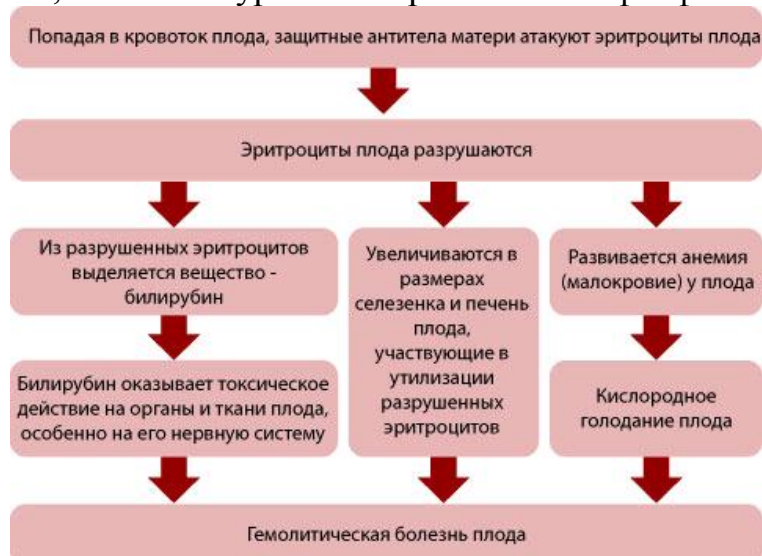 Попадая в кровоток плода, защитные антитела матери атакуют эритроциты плода
Эритроциты плода разрушаются
Из разрушенных эритроцитов
выделяется вещество -
билирубин
Увеличиваются в
размерах
селезенка и печень
плода,
участвующие в
утилизации
разрушенных
эритроцитов
Развивается анемия
(малокровие) у плода
Билирубин оказывает токсическое
действие на органы и ткани плода,
особенно на его нервную систему
Кислородное
голодание плода
Гемолитическая болезнь плода